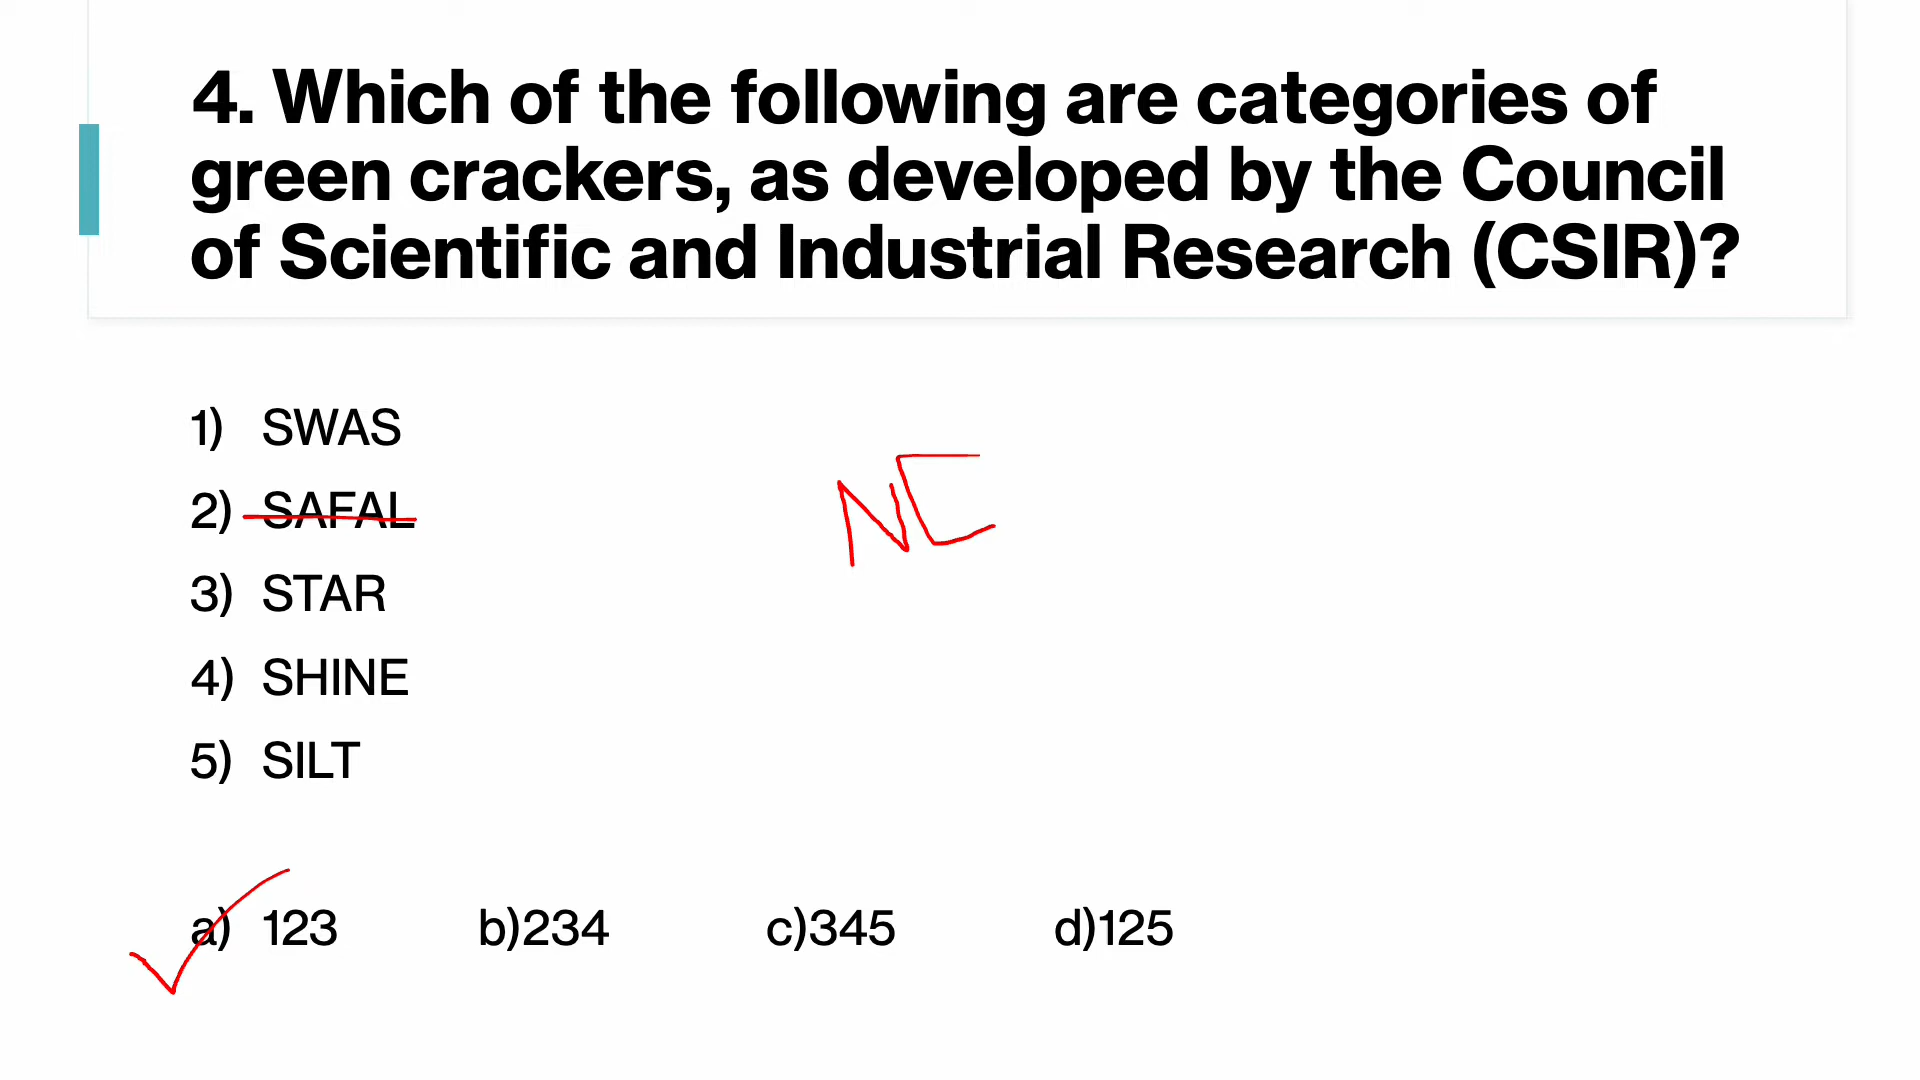 4. Which of the following are categories of
green crackers, as developed by the Council
of Scientific and Industrial Research (CSIR)?
1) SWAS
2) SAFAL
NE
3) STAR
4) SHINE
5) SILT
a) 123 b)234 c)345 d)125